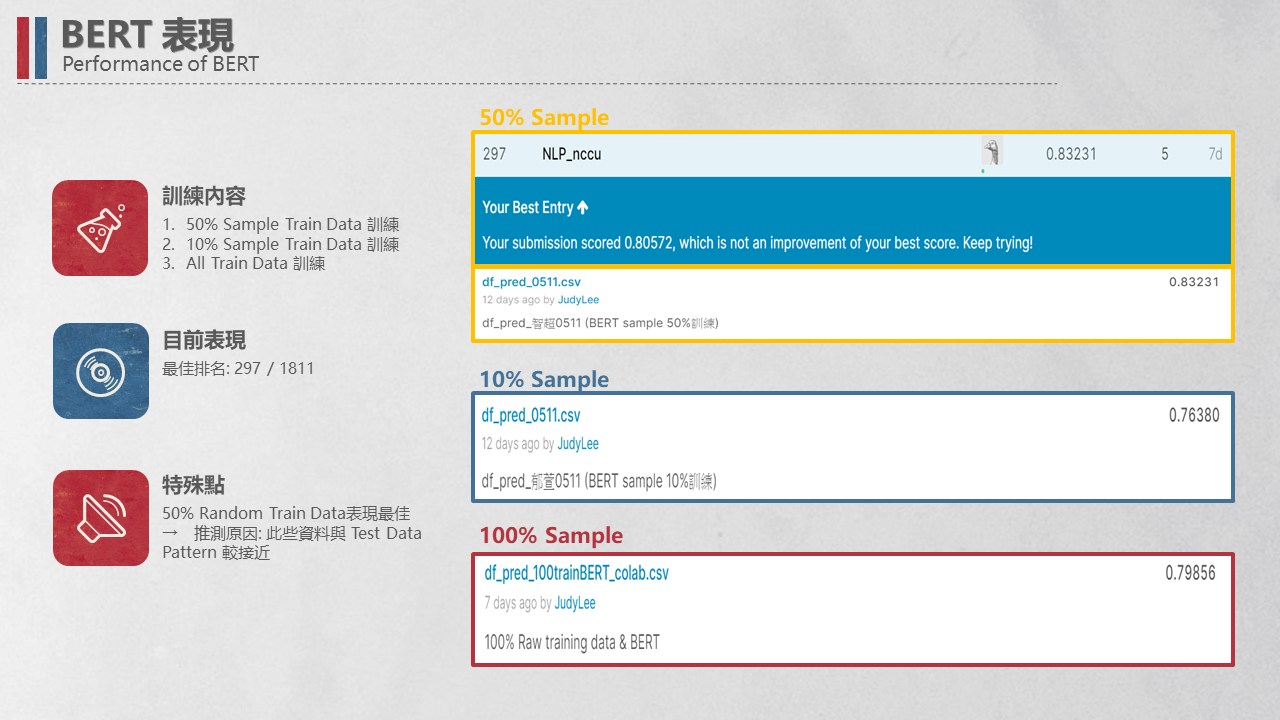 BERT 表現
Performance of BERT
訓練內容
1. 50% Sample Train Data 訓練
2. 10% Sample Train Data 訓練
3. All Train Data 訓練
目前表現
最佳排名: 297 / 1811
特殊點
50% Random Train Data表現最佳
→ 推測原因: 此些資料與 Test Data
Pattern 較接近
50% Sample
297 NLP_nccu 0.83231 5 7d
Your Best Entry ↑
Your submission scored 0.80572, which is not an improvement of your best score. Keep trying!
df_pred_0511.csv 0.83231
12 days ago by JudyLee
df_pred_智超0511 (BERT sample 50%訓練)
10% Sample
df_pred_0511.csv 0.76380
12 days ago by JudyLee
df_pred_郁萱0511 (BERT sample 10%訓練)
100% Sample
df_pred_100trainBERT_colab.csv 0.79856
7 days ago by JudyLee
100% Raw training data & BERT